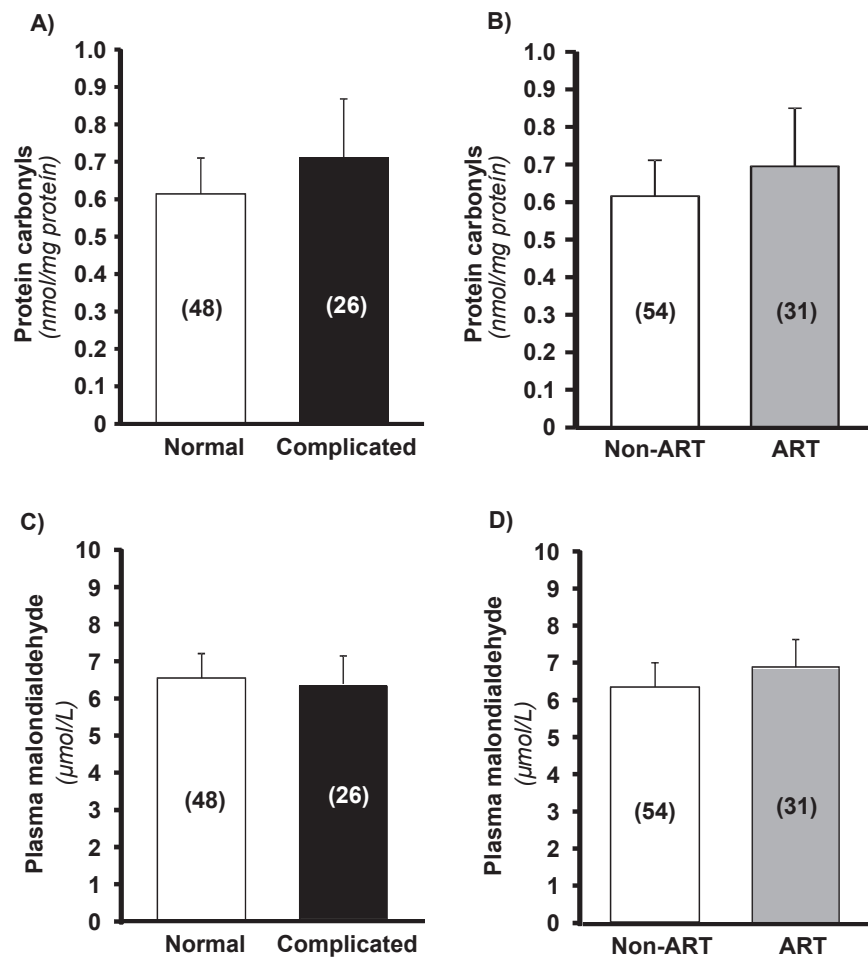 A)
Protein carbonyls
(nmol/mg proteín)
1.0
0.9
0.8
0.7
0.6
0.5
0.4
0.3
0.2
0.1
0
(48)
(26)
Normal
Complicated
B)
Protein carbonyls
(nmol/mg proteín)
1.0
0.9
0.8
0.7
0.6
0.5
0.4
0.3
0.2
0.1
0
(54)
(31)
Non-ART
ART
C)
Plasma malondialdehyde
(µmol/L)
10
9
8
7
6
5
4
3
2
1
0
(48)
(26)
Normal
Complicated
D)
Plasma malondialdehyde
(µmol/L)
10
9
8
7
6
5
4
3
2
1
0
(54)
(31)
Non-ART
ART